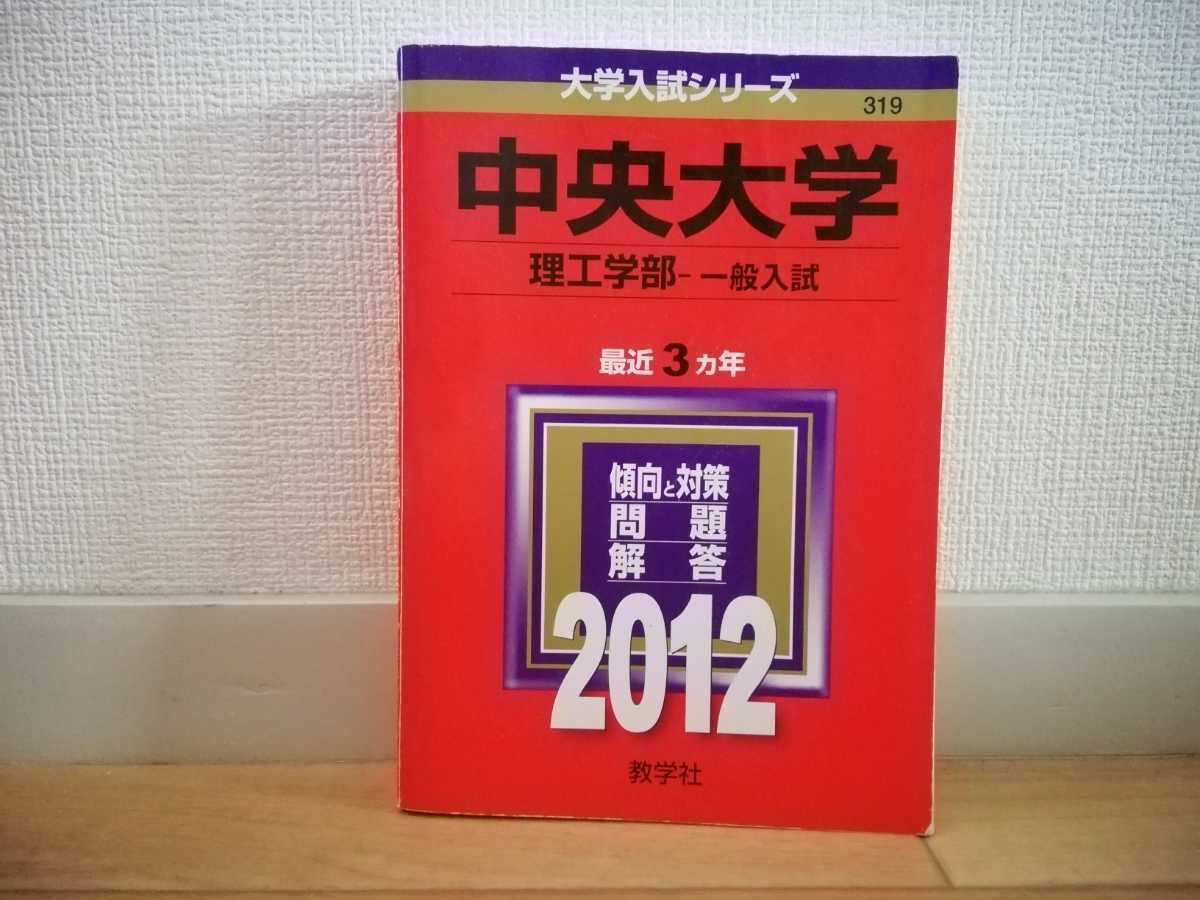 大学入試シリーズ
319
中央大学
理工学部-一般入試
最近3ヵ年
傾向と対策
問題
解答
2012
教学社